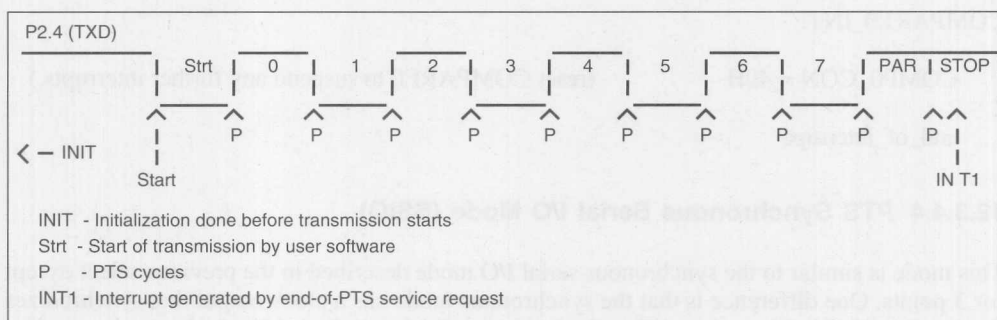 P2.4 (TXD)
Strt 0 1 2 3 4 5 6 7 PAR STOP
P P P P P P P P P P
INIT
Start IN T1
INIT - Initialization done before transmission starts
Strt - Start of transmission by user software
P - PTS cycles
INT1 - Interrupt generated by end-of-PTS service request